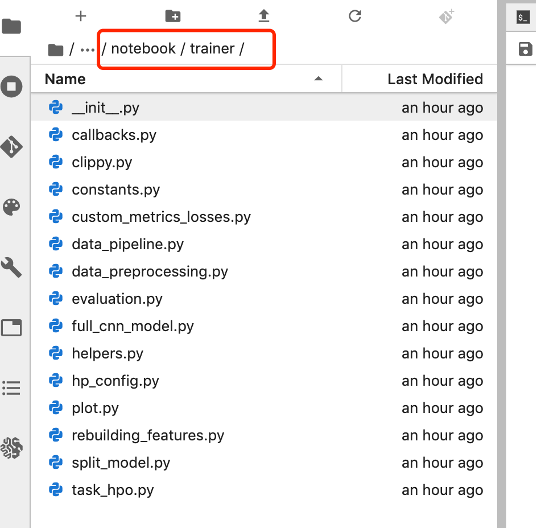 / ··· / notebook / trainer /
Name Last Modified
__init__.py an hour ago
callbacks.py an hour ago
clippy.py an hour ago
constants.py an hour ago
custom_metrics_losses.py an hour ago
data_pipeline.py an hour ago
data_preprocessing.py an hour ago
evaluation.py an hour ago
full_cnn_model.py an hour ago
helpers.py an hour ago
hp_config.py an hour ago
plot.py an hour ago
rebuilding_features.py an hour ago
split_model.py an hour ago
task_hpo.py an hour ago